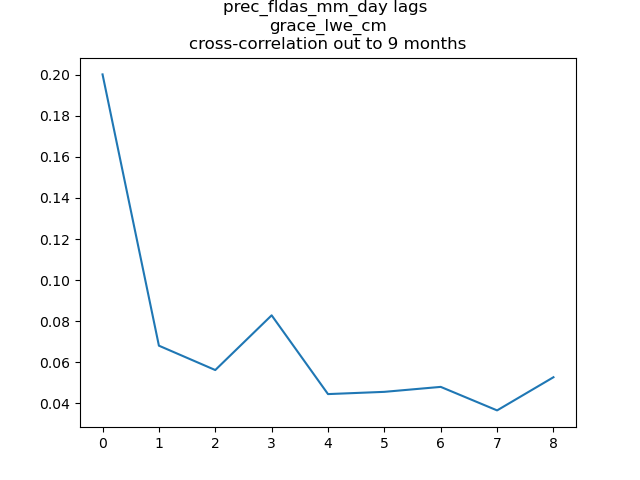 prec_fldas_mm_day lags
grace_lwe_cm
cross-correlation out to 9 months
0.20
0.18
0.16
0.14
0.12
0.10
0.08
0.06
0.04
0 1 2 3 4 5 6 7 8